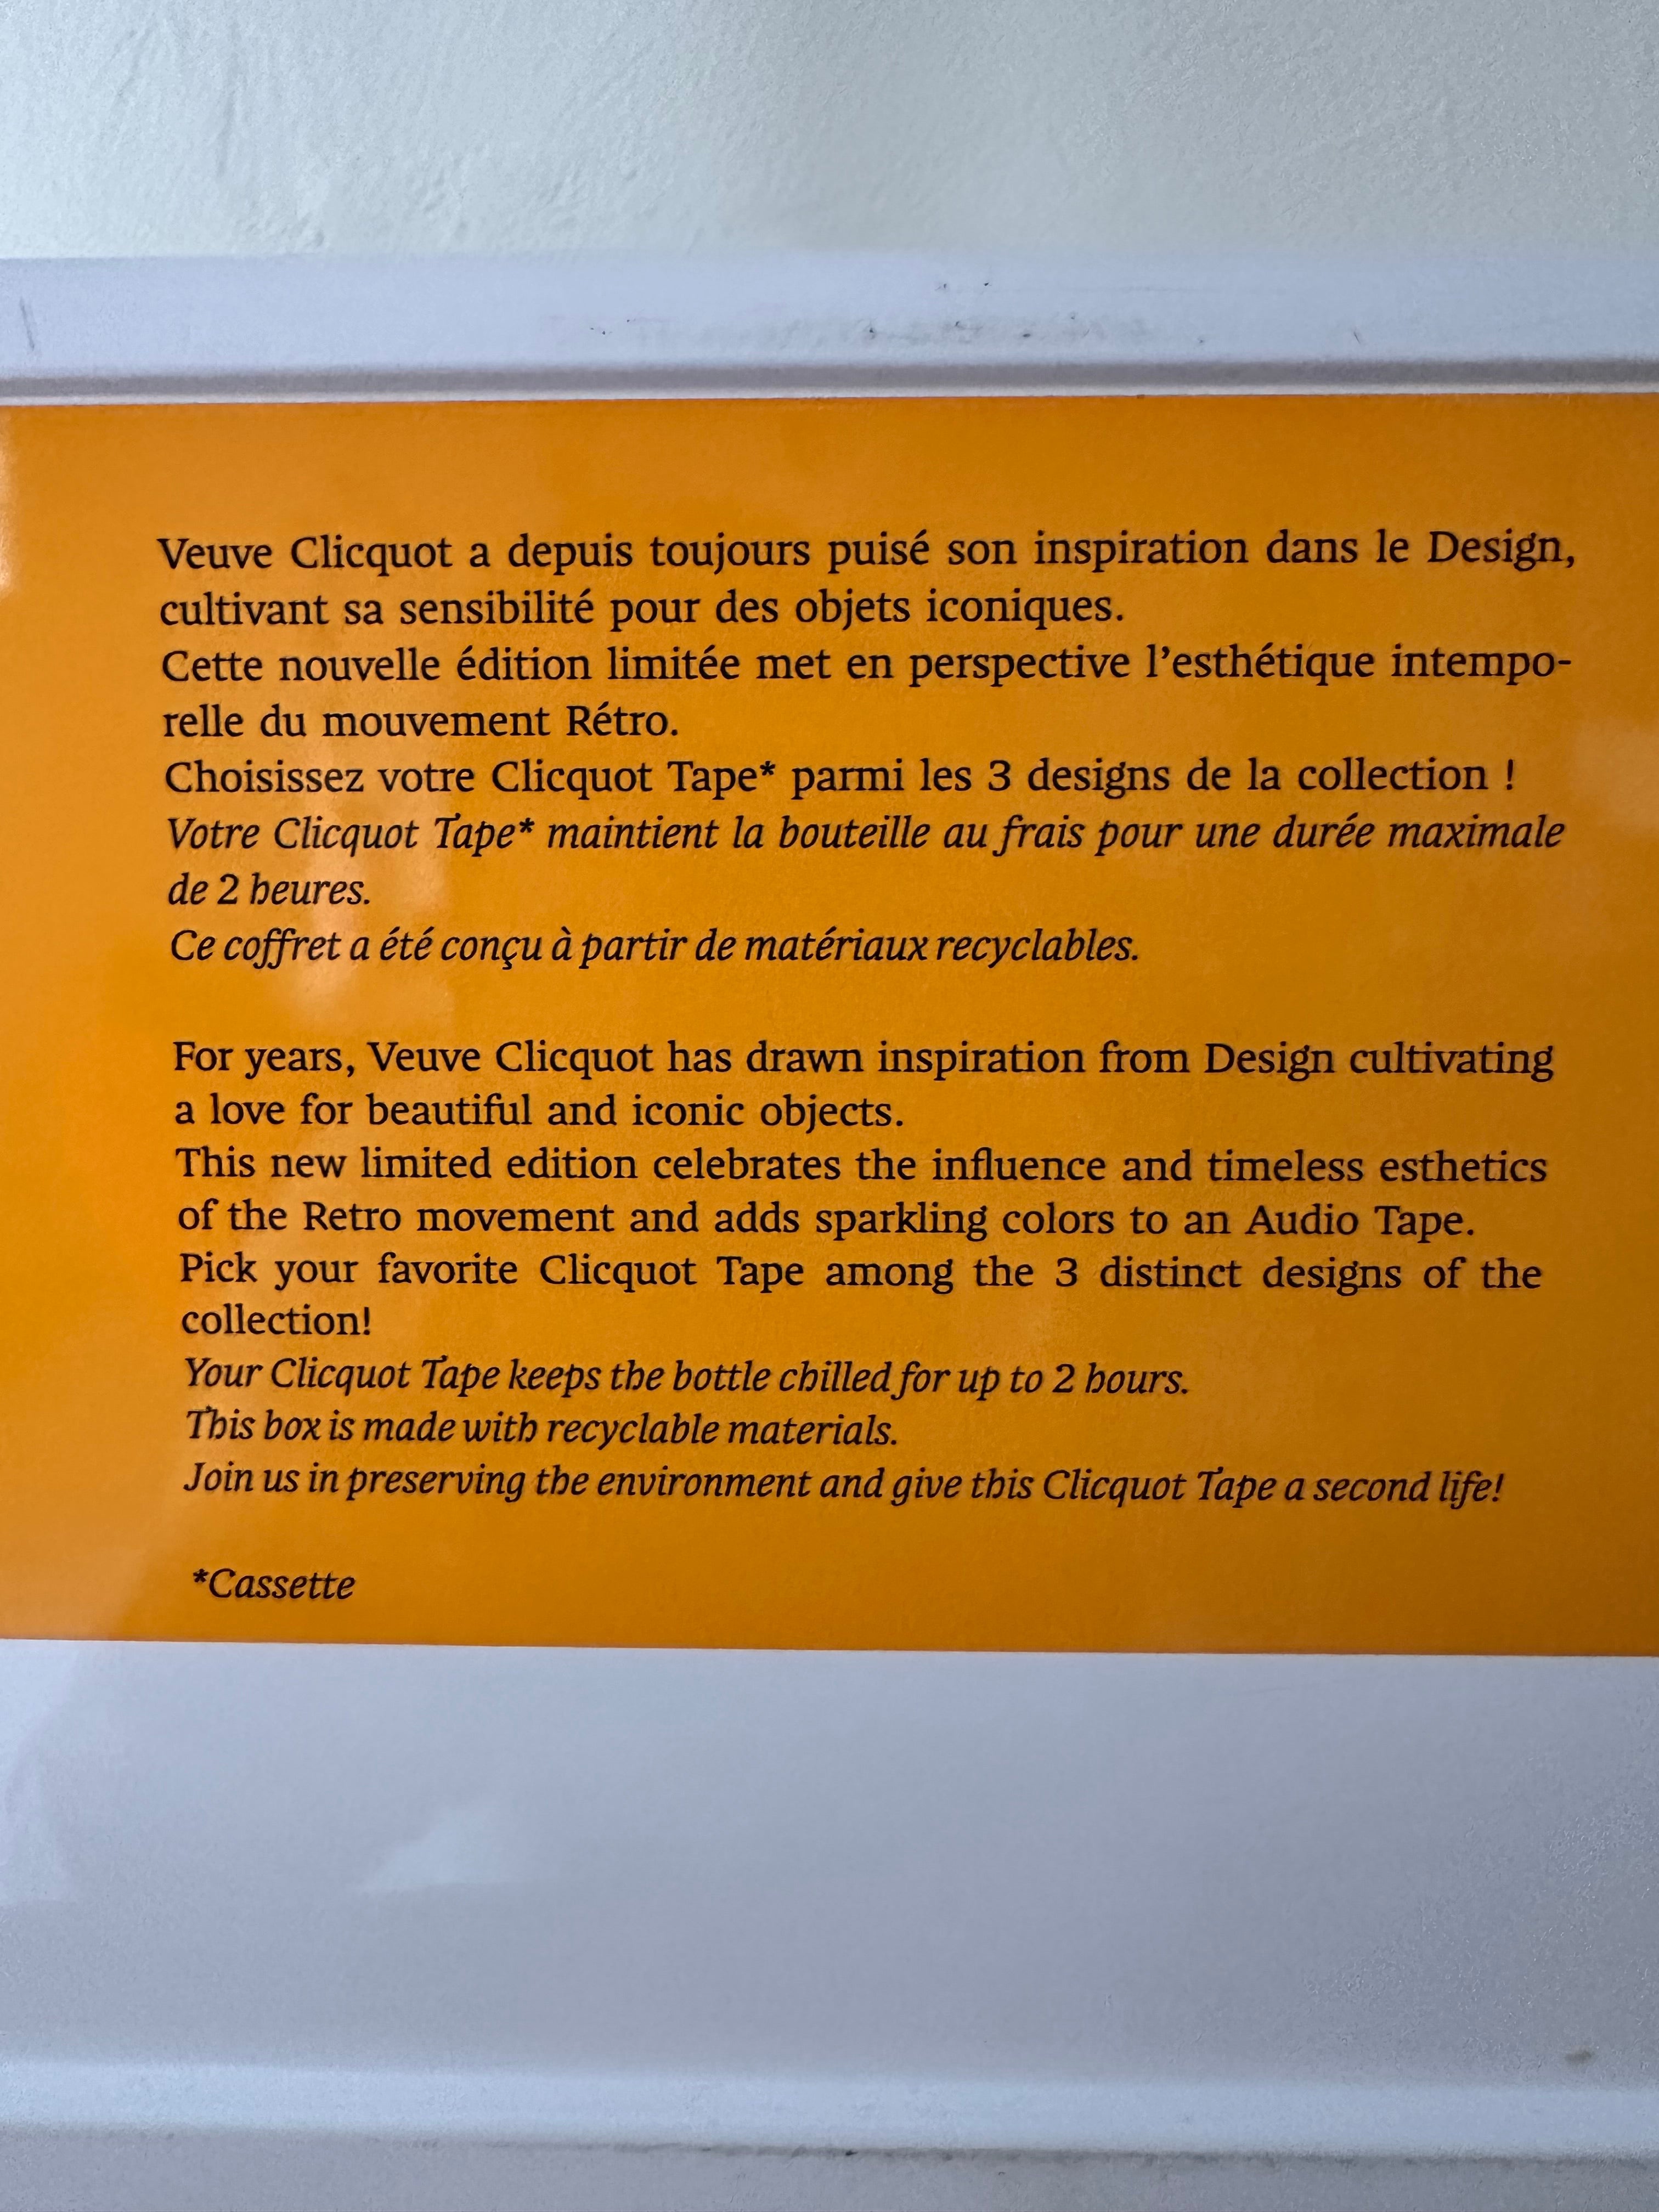 Veuve Clicquot a depuis toujours puisé son inspiration dans le Design,
cultivant sa sensibilité pour des objets iconiques.
Cette nouvelle édition limitée met en perspective l’esthétique intempo-
relle du mouvement Rétro.
Choisissez votre Clicquot Tape* parmi les 3 designs de la collection !
Votre Clicquot Tape* maintient la bouteille au frais pour une durée maximale
de 2 heures.
Ce coffret a été conçu à partir de matériaux recyclables.
For years, Veuve Clicquot has drawn inspiration from Design cultivating
a love for beautiful and iconic objects.
This new limited edition celebrates the influence and timeless esthetics
of the Retro movement and adds sparkling colors to an Audio Tape.
Pick your favorite Clicquot Tape among the 3 distinct designs of the
collection!
Your Clicquot Tape keeps the bottle chilled for up to 2 hours.
This box is made with recyclable materials.
Join us in preserving the environment and give this Clicquot Tape a second life!
*Cassette